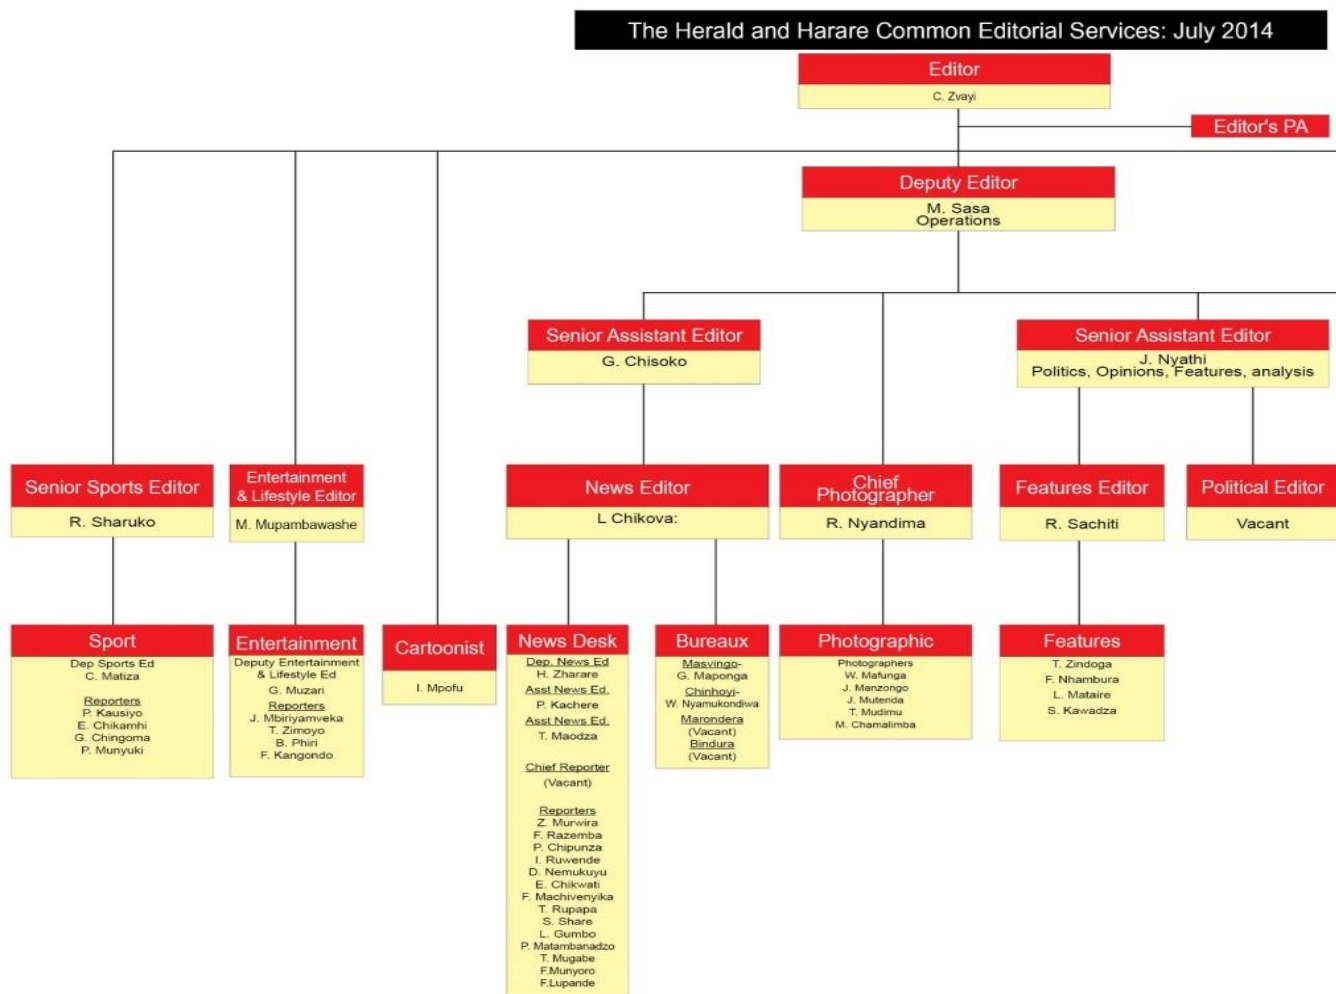 The Herald and Harare Common Editorial Services: July 2014
Editor
C. Zvayi
Editor's PA
Deputy Editor
M. Sasa
Operations
Senior Assistant Editor
G. Chisoko
Senior Assistant Editor
J. Nyathi
Politics, Opinions, Features, analysis
Senior Sports Editor
R. Sharuko
Entertainment
& Lifestyle Editor
M. Mupambawashe
News Editor
L Chikova:
Chief
Photographer
R. Nyandima
Features Editor
R. Sachiti
Political Editor
Vacant
Sport
Dep Sports Ed
C. Matiza
Reporters
P. Kausiyo
E. Chikamhi
G. Chingoma
P. Munyuki
Entertainment
Deputy Entertainment
& Lifestyle Ed
G. Muzari
Reporters
J. Mbiriyamveka
T. Zimoyo
B. Phiri
F. Kangondo
Cartoonist
I. Mpofu
News Desk
Dep. News Ed
H. Zharare
Asst News Ed.
P. Kachere
Asst News Ed.
T. Maodza
Chief Reporter
(Vacant)
Reporters
Z. Murwira
F. Razemba
P. Chipunza
I. Ruwende
D. Nemukuyu
E. Chikwati
F. Machivenyika
T. Rupapa
S. Share
L. Gumbo
P. Matambanadzo
T. Mugabe
F.Munyoro
F.Lupande
Bureaux
Masvingo-
G. Maponga
Chinhoyi-
W. Nyamukondiwa
Marondera
(Vacant)
Bindura
(Vacant)
Photographic
Photographers
W. Mafunga
J. Manzongo
J. Mutenda
T. Mudimu
M. Chamalimba
Features
T. Zindoga
F. Nhambura
L. Mataire
S. Kawadza